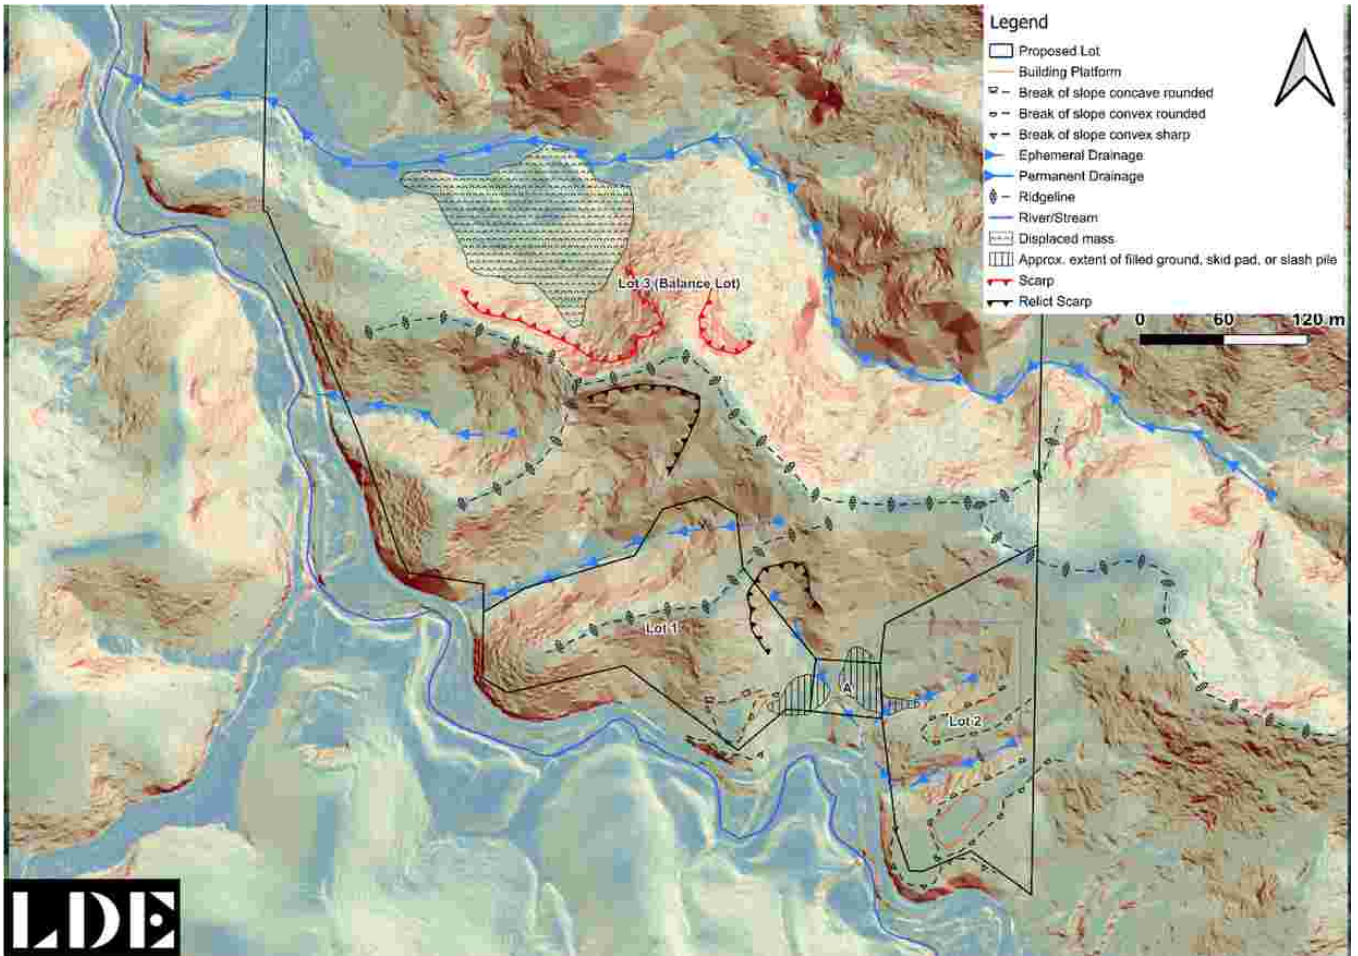 Legend
Proposed Lot
Building Platform
Break of slope concave rounded
Break of slope convex rounded
Break of slope convex sharp
Ephemeral Drainage
Permanent Drainage
Ridgeline
River/Stream
Displaced mass
Approx. extent of filled ground, skid pad, or slash pile
Scarp
Relict Scarp
0 60 120 m
Lot 3 (Balance Lot)
Lot 1
A
Lot 2
LDE